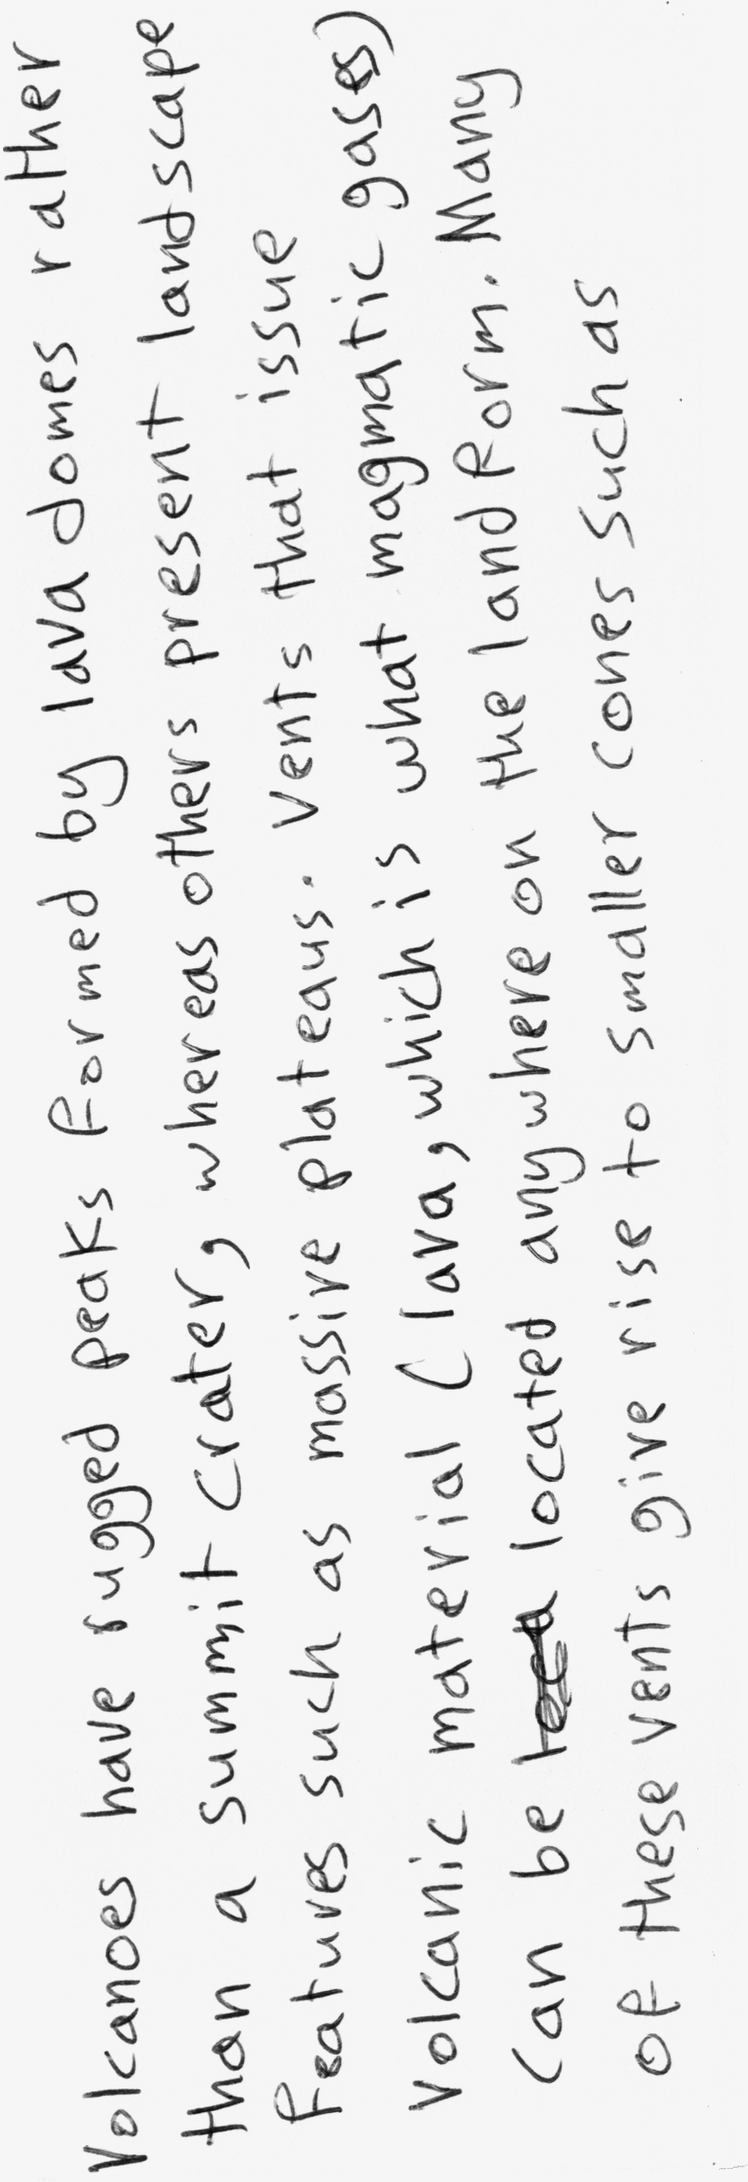 Volcanoes have rugged peaks formed by lava domes rather
than a summit crater, whereas others present landscape
features such as massive plateaus. Vents that issue
volcanic material (lava, which is what magmatic gases)
can be located anywhere on the landform. Many
of these vents give rise to smaller cones such as